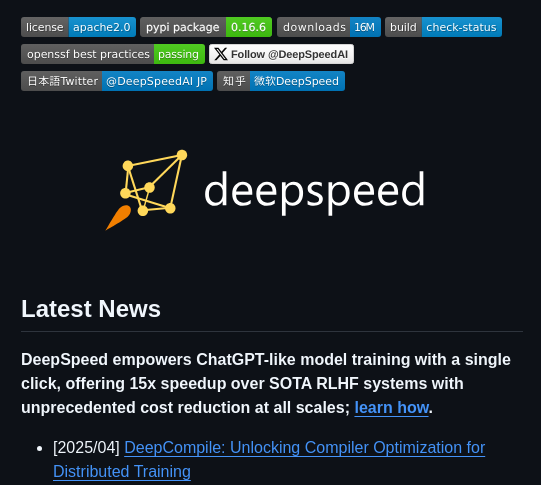 license apache2.0 pypi package 0.16.6 downloads 16M build check-status
openssf best practices passing Follow @DeepSpeedAI
日本語Twitter @DeepSpeedAI JP 知乎 微软DeepSpeed
deepspeed
Latest News
DeepSpeed empowers ChatGPT-like model training with a single
click, offering 15x speedup over SOTA RLHF systems with
unprecedented cost reduction at all scales; learn how.
• [2025/04] DeepCompile: Unlocking Compiler Optimization for
Distributed Training